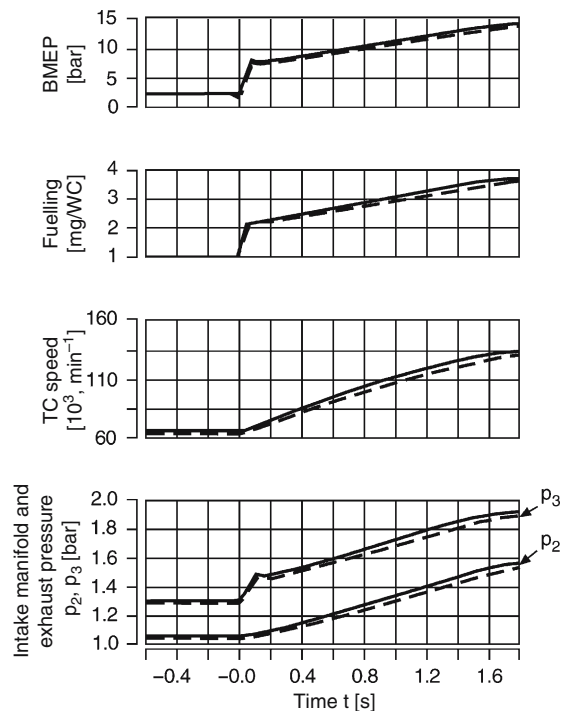 BMEP
[bar]
15
10
5
0
Fuelling
[mg/WC]
4
3
2
1
TC speed
[10³, min⁻¹]
160
110
60
Intake manifold and
exhaust pressure
p₂, p₃ [bar]
2.0
1.8
1.6
1.4
1.2
1.0
p₃
p₂
−0.4 −0.0 0.4 0.8 1.2 1.6
Time t [s]